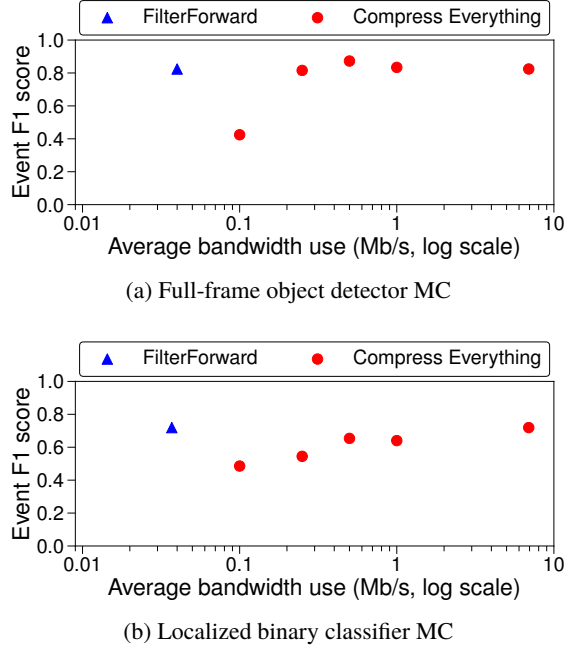 FilterForward Compress Everything
1.0
0.8
0.6
0.4
0.2
0.0
Event F1 score
0.01 0.1 1 10
Average bandwidth use (Mb/s, log scale)
(a) Full-frame object detector MC
FilterForward Compress Everything
1.0
0.8
0.6
0.4
0.2
0.0
Event F1 score
0.01 0.1 1 10
Average bandwidth use (Mb/s, log scale)
(b) Localized binary classifier MC